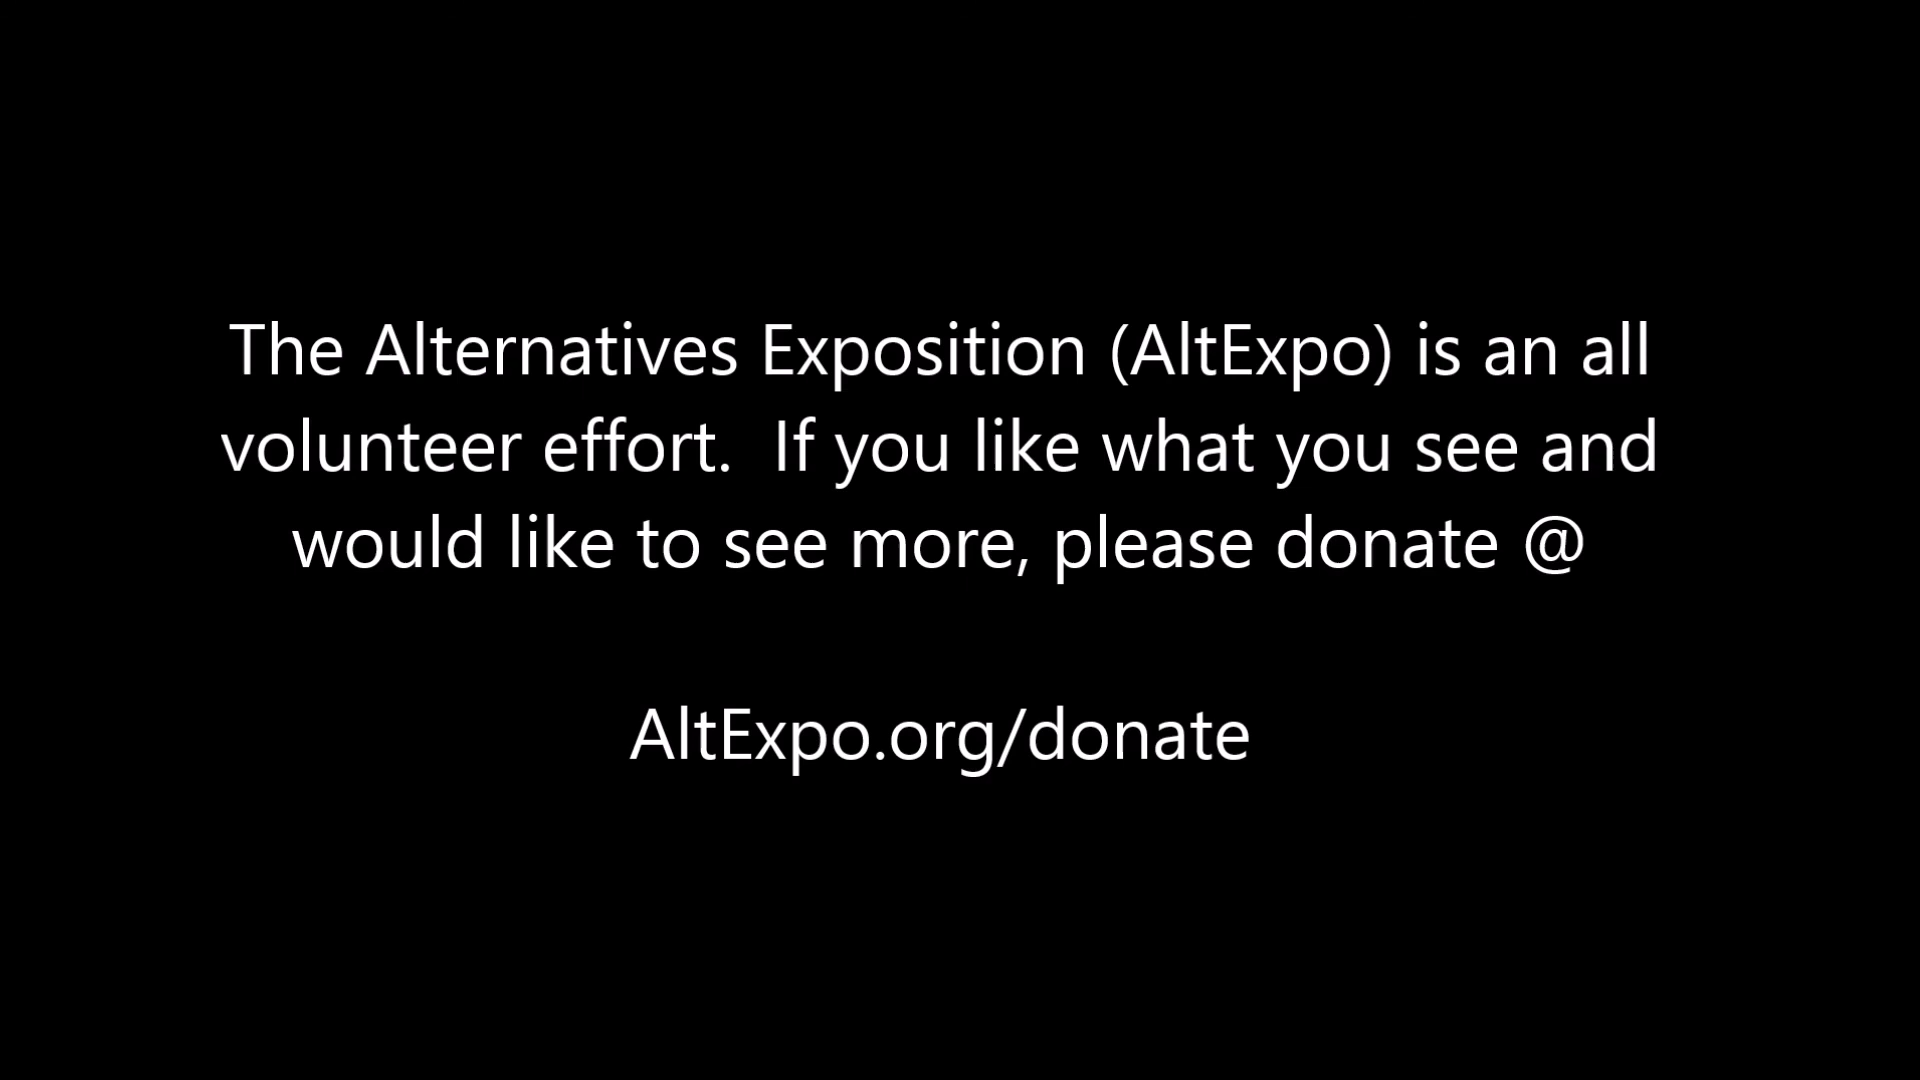 The Alternatives Exposition (AltExpo) is an all
volunteer effort.  If you like what you see and
would like to see more, please donate @
AltExpo.org/donate